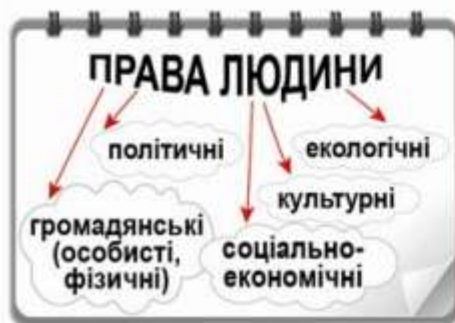 ПРАВА ЛЮДИНИ
політичні
екологічні
культурні
громадянські
(особисті,
фізичні)
соціально-
економічні